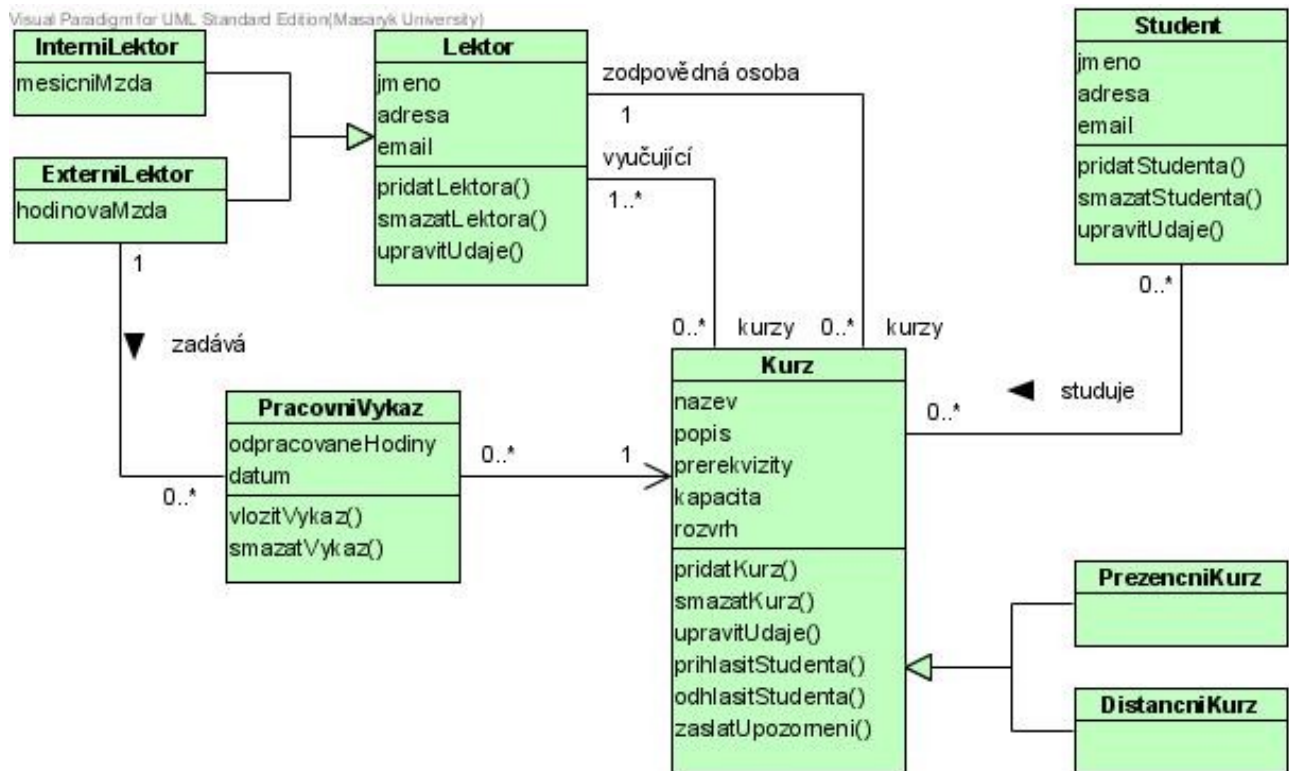 Visual Paradigm for UML Standard Edition(Masaryk University)
InterniLektor
mesicniMzda
ExterniLektor
hodinovaMzda
Lektor
jmeno
adresa
email
pridatLektora()
smazatLektora()
upravitUdaje()
zodpovědná osoba
1
vyučující
1..*
Student
jmeno
adresa
email
pridatStudenta()
smazatStudenta()
upravitUdaje()
0..*
1
zadává
0..*
0..* kurzy
0..* kurzy
studuje
0..*
PracovniVykaz
odpracovaneHodiny
datum
vlozitVykaz()
smazatVykaz()
0..*
1
Kurz
nazev
popis
prerekvizity
kapacita
rozvrh
pridatKurz()
smazatKurz()
upravitUdaje()
prihlasitStudenta()
odhlasitStudenta()
zaslatUpozorneni()
PrezencniKurz
DistancniKurz